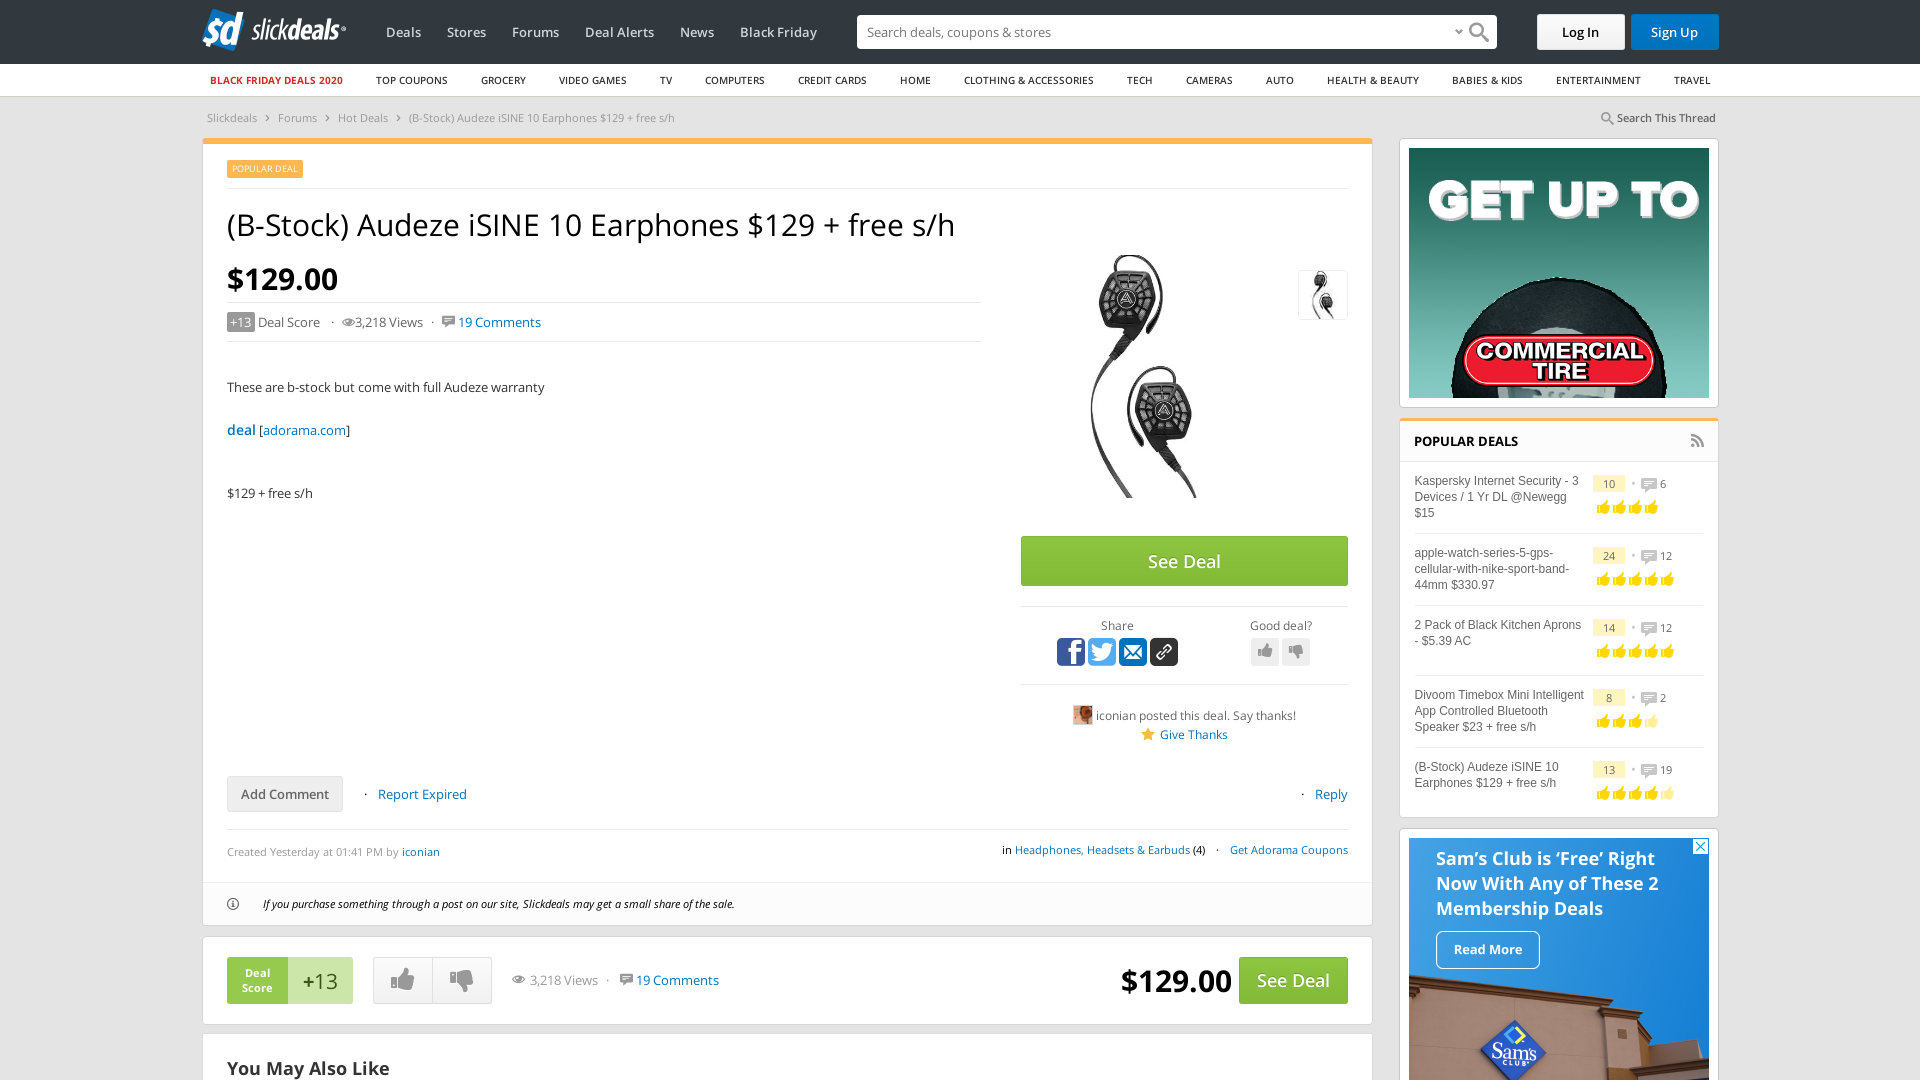 sd slickdeals
Deals
Stores
Forums
Deal Alerts
News
Black Friday
Search deals, coupons & stores
Log In
Sign Up
BLACK FRIDAY DEALS 2020
TOP COUPONS
GROCERY
VIDEO GAMES
TV
COMPUTERS
CREDIT CARDS
HOME
CLOTHING & ACCESSORIES
TECH
CAMERAS
AUTO
HEALTH & BEAUTY
BABIES & KIDS
ENTERTAINMENT
TRAVEL
Slickdeals > Forums > Hot Deals > (B-Stock) Audeze iSINE 10 Earphones $129 + free s/h
Search This Thread
POPULAR DEAL
(B-Stock) Audeze iSINE 10 Earphones $129 + free s/h
$129.00
+13 Deal Score · 3,218 Views · 19 Comments
These are b-stock but come with full Audeze warranty
deal [adorama.com]
$129 + free s/h
See Deal
Share
Good deal?
iconian posted this deal. Say thanks!
Give Thanks
Add Comment
· Report Expired
· Reply
Created Yesterday at 01:41 PM by iconian
in Headphones, Headsets & Earbuds (4) · Get Adorama Coupons
If you purchase something through a post on our site, Slickdeals may get a small share of the sale.
Deal
Score
+13
3,218 Views · 19 Comments
$129.00
See Deal
You May Also Like
GET UP TO
COMMERCIAL
TIRE
POPULAR DEALS
Kaspersky Internet Security - 3
Devices / 1 Yr DL @Newegg
$15
10 • 6
apple-watch-series-5-gps-
cellular-with-nike-sport-band-
44mm $330.97
24 • 12
2 Pack of Black Kitchen Aprons
- $5.39 AC
14 • 12
Divoom Timebox Mini Intelligent
App Controlled Bluetooth
Speaker $23 + free s/h
8 • 2
(B-Stock) Audeze iSINE 10
Earphones $129 + free s/h
13 • 19
Sam's Club is ‘Free’ Right
Now With Any of These 2
Membership Deals
Read More
Sam's
CLUB